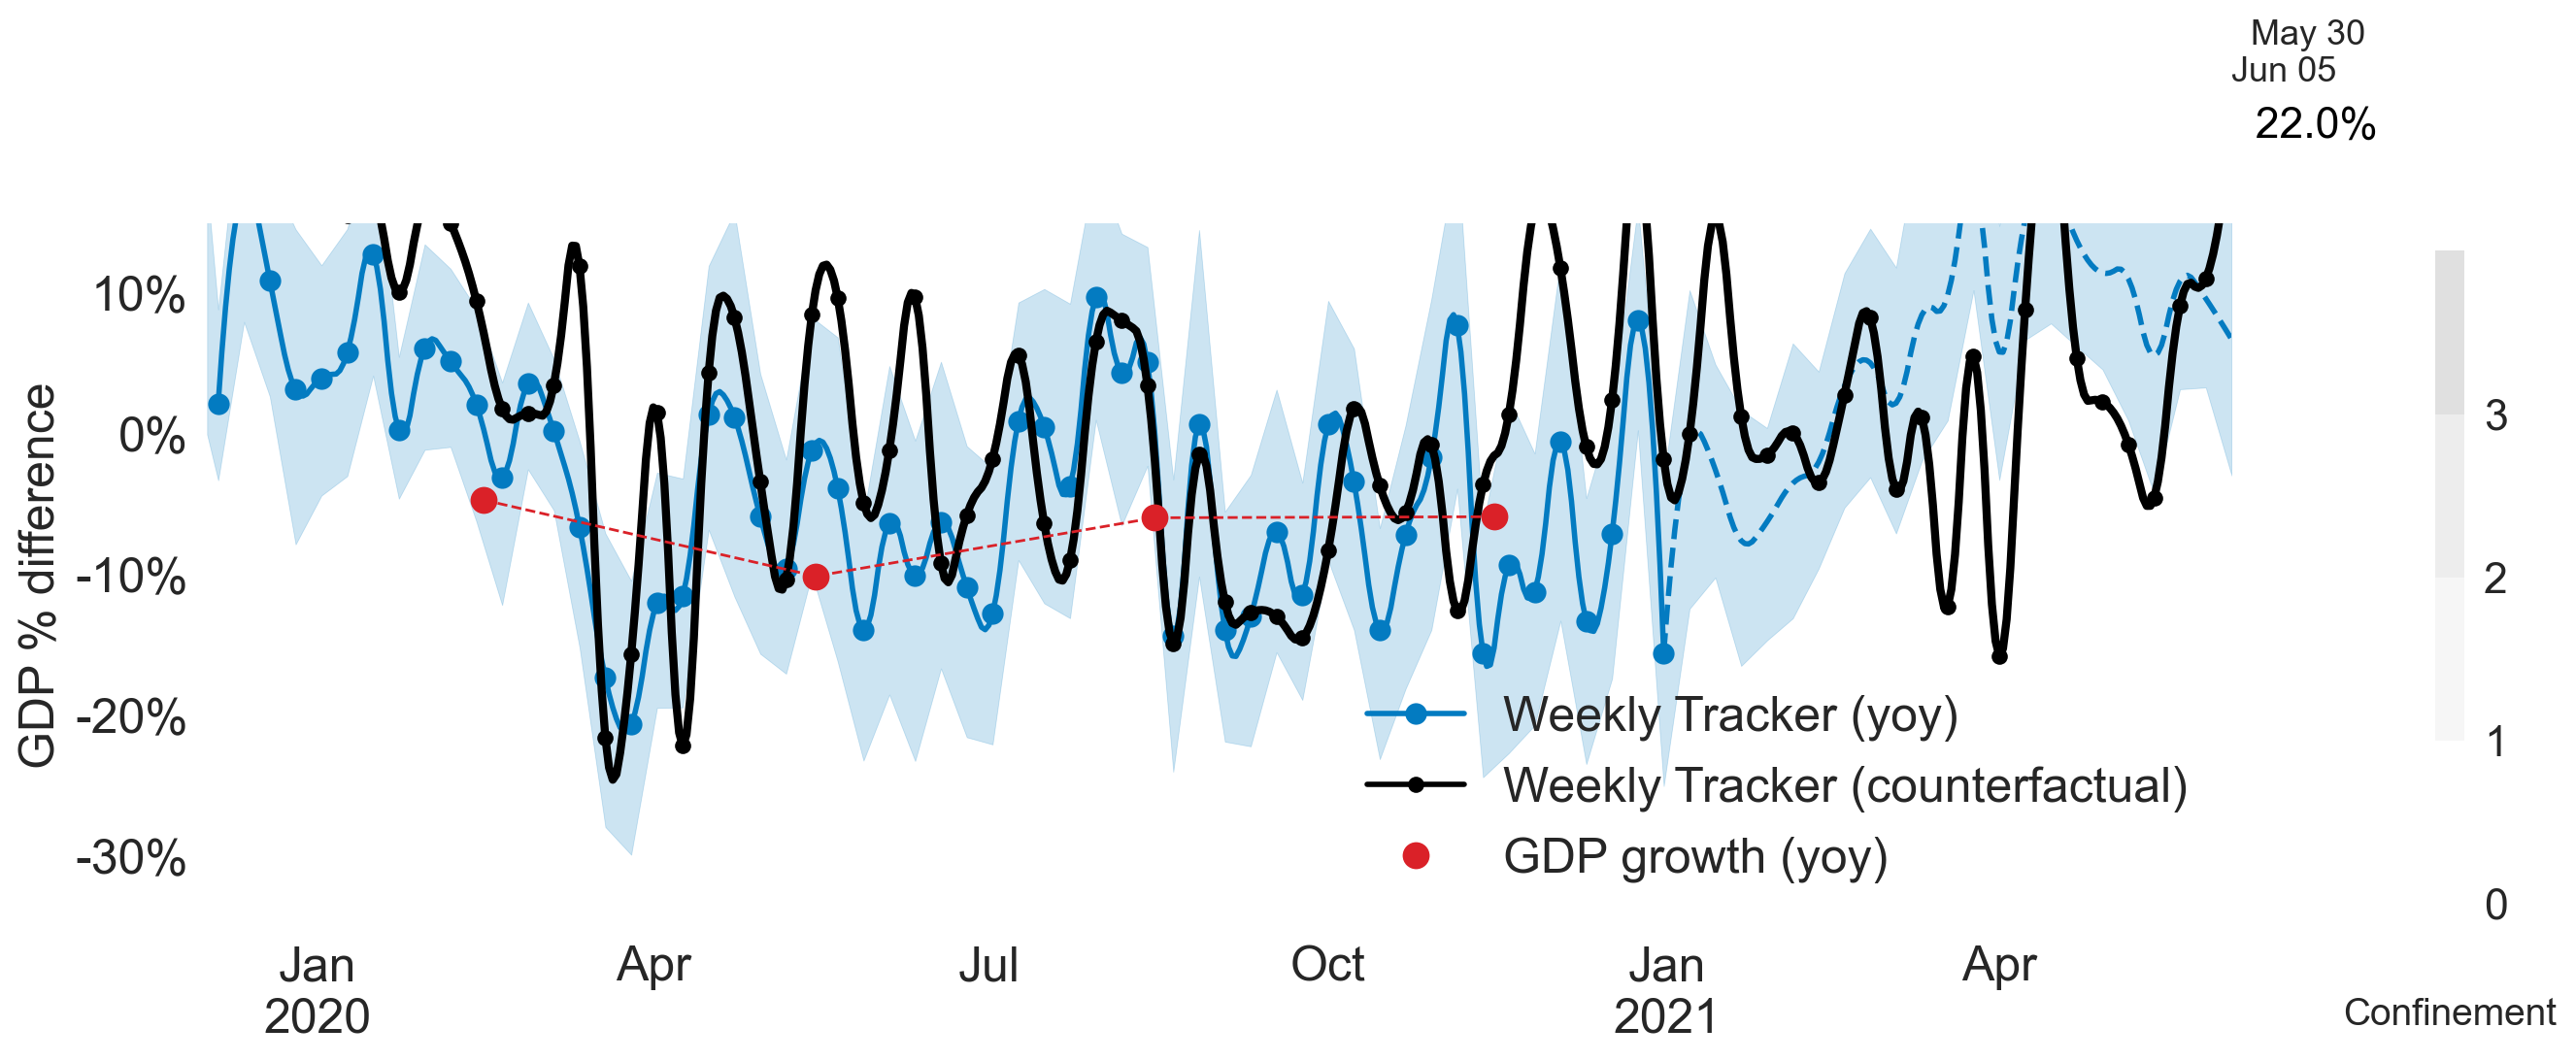 May 30
Jun 05
22.0%
GDP % difference
10%
0%
-10%
-20%
-30%
Weekly Tracker (yoy)
Weekly Tracker (counterfactual)
GDP growth (yoy)
3
2
1
0
Jan
2020
Apr
Jul
Oct
Jan
2021
Apr
Confinement